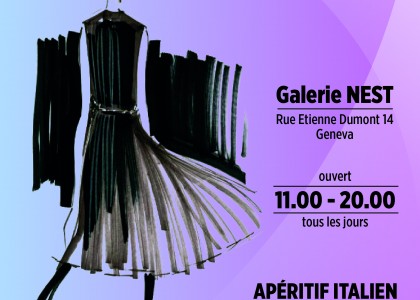 Galerie NEST
Rue Etienne Dumont 14
Geneva
ouvert
11.00 - 20.00
tous les jours
APÉRITIF ITALIEN